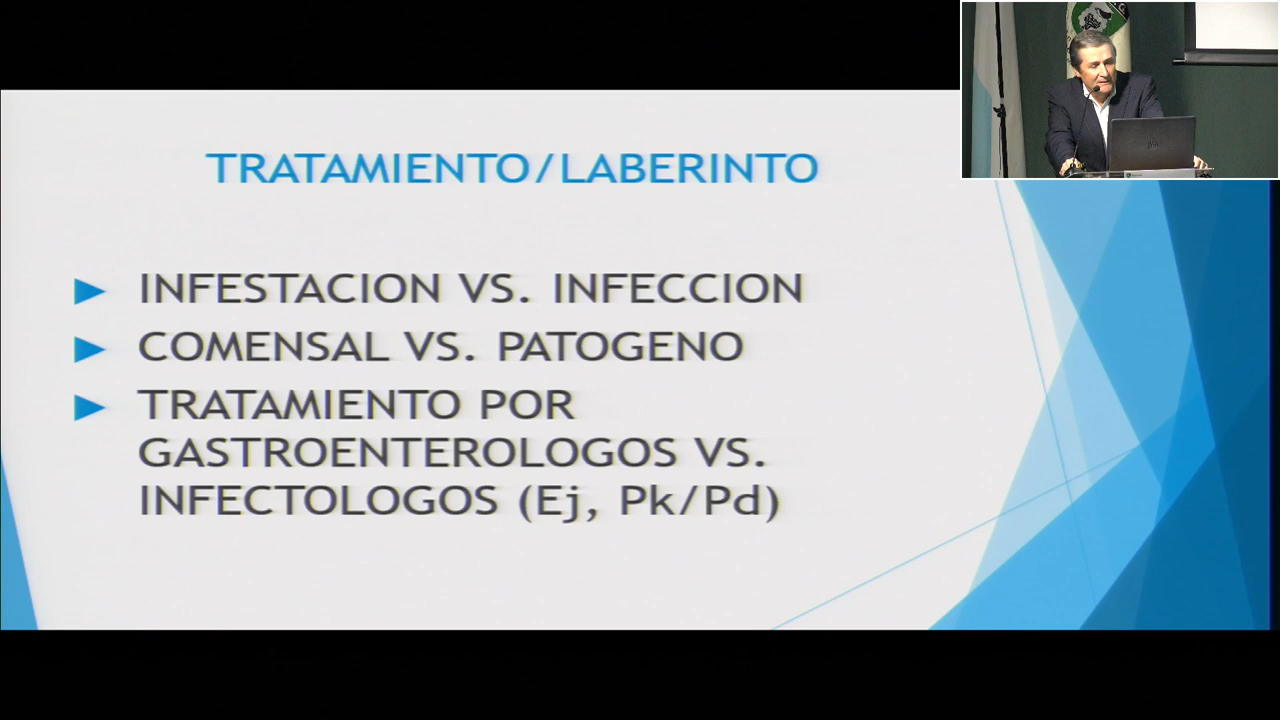 TRATAMIENTO/LABERINTO
INFESTACION VS. INFECCION
COMENSAL VS. PATOGENO
TRATAMIENTO POR
GASTROENTEROLOGOS VS.
INFECTOLOGOS (Ej, Pk/Pd)